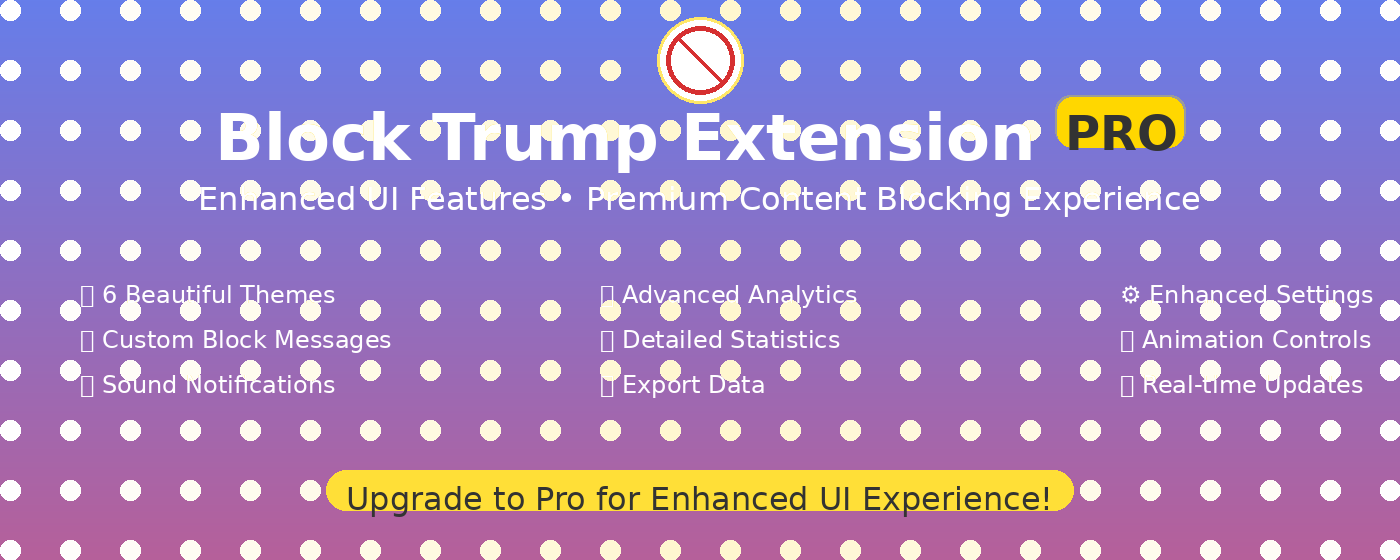 Block Trump Extension PRO
Enhanced UI Features • Premium Content Blocking Experience
6 Beautiful Themes
Advanced Analytics
⚙ Enhanced Settings
Custom Block Messages
Detailed Statistics
Animation Controls
Sound Notifications
Export Data
Real-time Updates
Upgrade to Pro for Enhanced UI Experience!